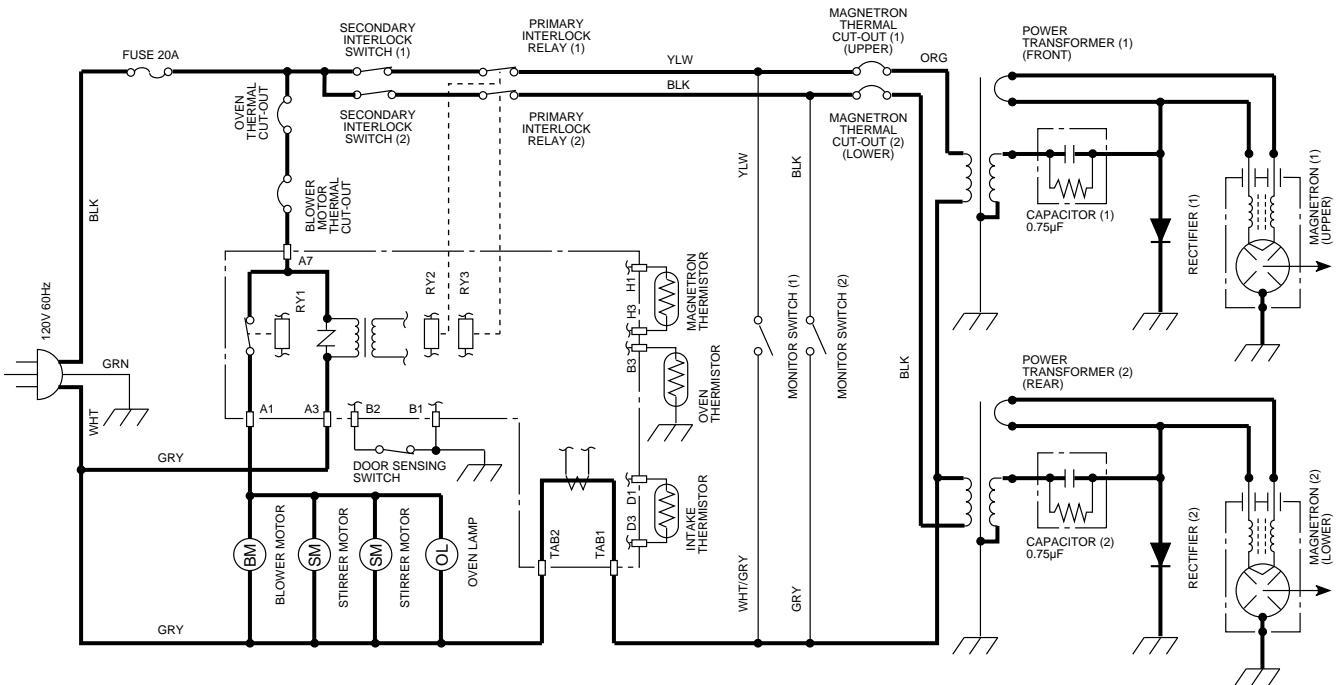 FUSE 20A
SECONDARY
INTERLOCK
SWITCH (1)
PRIMARY
INTERLOCK
RELAY (1)
MAGNETRON
THERMAL
CUT-OUT (1)
(UPPER)
POWER
TRANSFORMER (1)
(FRONT)
YLW
ORG
BLK
OVEN
THERMAL
CUT-OUT
SECONDARY
INTERLOCK
SWITCH (2)
PRIMARY
INTERLOCK
RELAY (2)
MAGNETRON
THERMAL
CUT-OUT (2)
(LOWER)
BLK
BLOWER
MOTOR
THERMAL
CUT-OUT
YLW
BLK
CAPACITOR (1)
0.75µF
RECTIFIER (1)
MAGNETRON (1)
(UPPER)
A7
RY1
RY2
RY3
H1
H3
MAGNETRON
THERMISTOR
B3
OVEN
THERMISTOR
MONITOR SWITCH (1)
MONITOR SWITCH (2)
BLK
120V 60Hz
GRN
WHT
A1
A3
B2
B1
GRY
DOOR SENSING
SWITCH
POWER
TRANSFORMER (2)
(REAR)
D1
D3
INTAKE
THERMISTOR
TAB2
TAB1
BM
BLOWER MOTOR
SM
STIRRER MOTOR
SM
STIRRER MOTOR
OL
OVEN LAMP
WHT/GRY
GRY
CAPACITOR (2)
0.75µF
RECTIFIER (2)
MAGNETRON (2)
(LOWER)
GRY